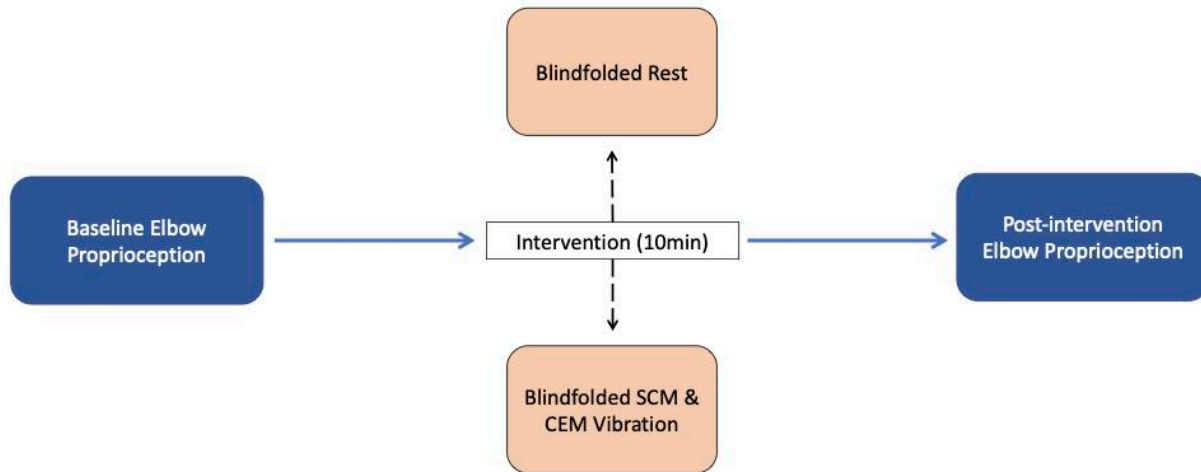 Blindfolded Rest
Baseline Elbow
Proprioception
Intervention (10min)
Post-intervention
Elbow Proprioception
Blindfolded SCM &
CEM Vibration